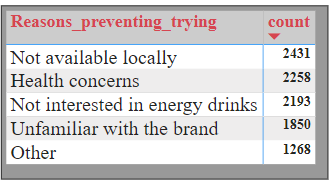 Reasons_preventing_trying count
Not available locally 2431
Health concerns 2258
Not interested in energy drinks 2193
Unfamiliar with the brand 1850
Other 1268